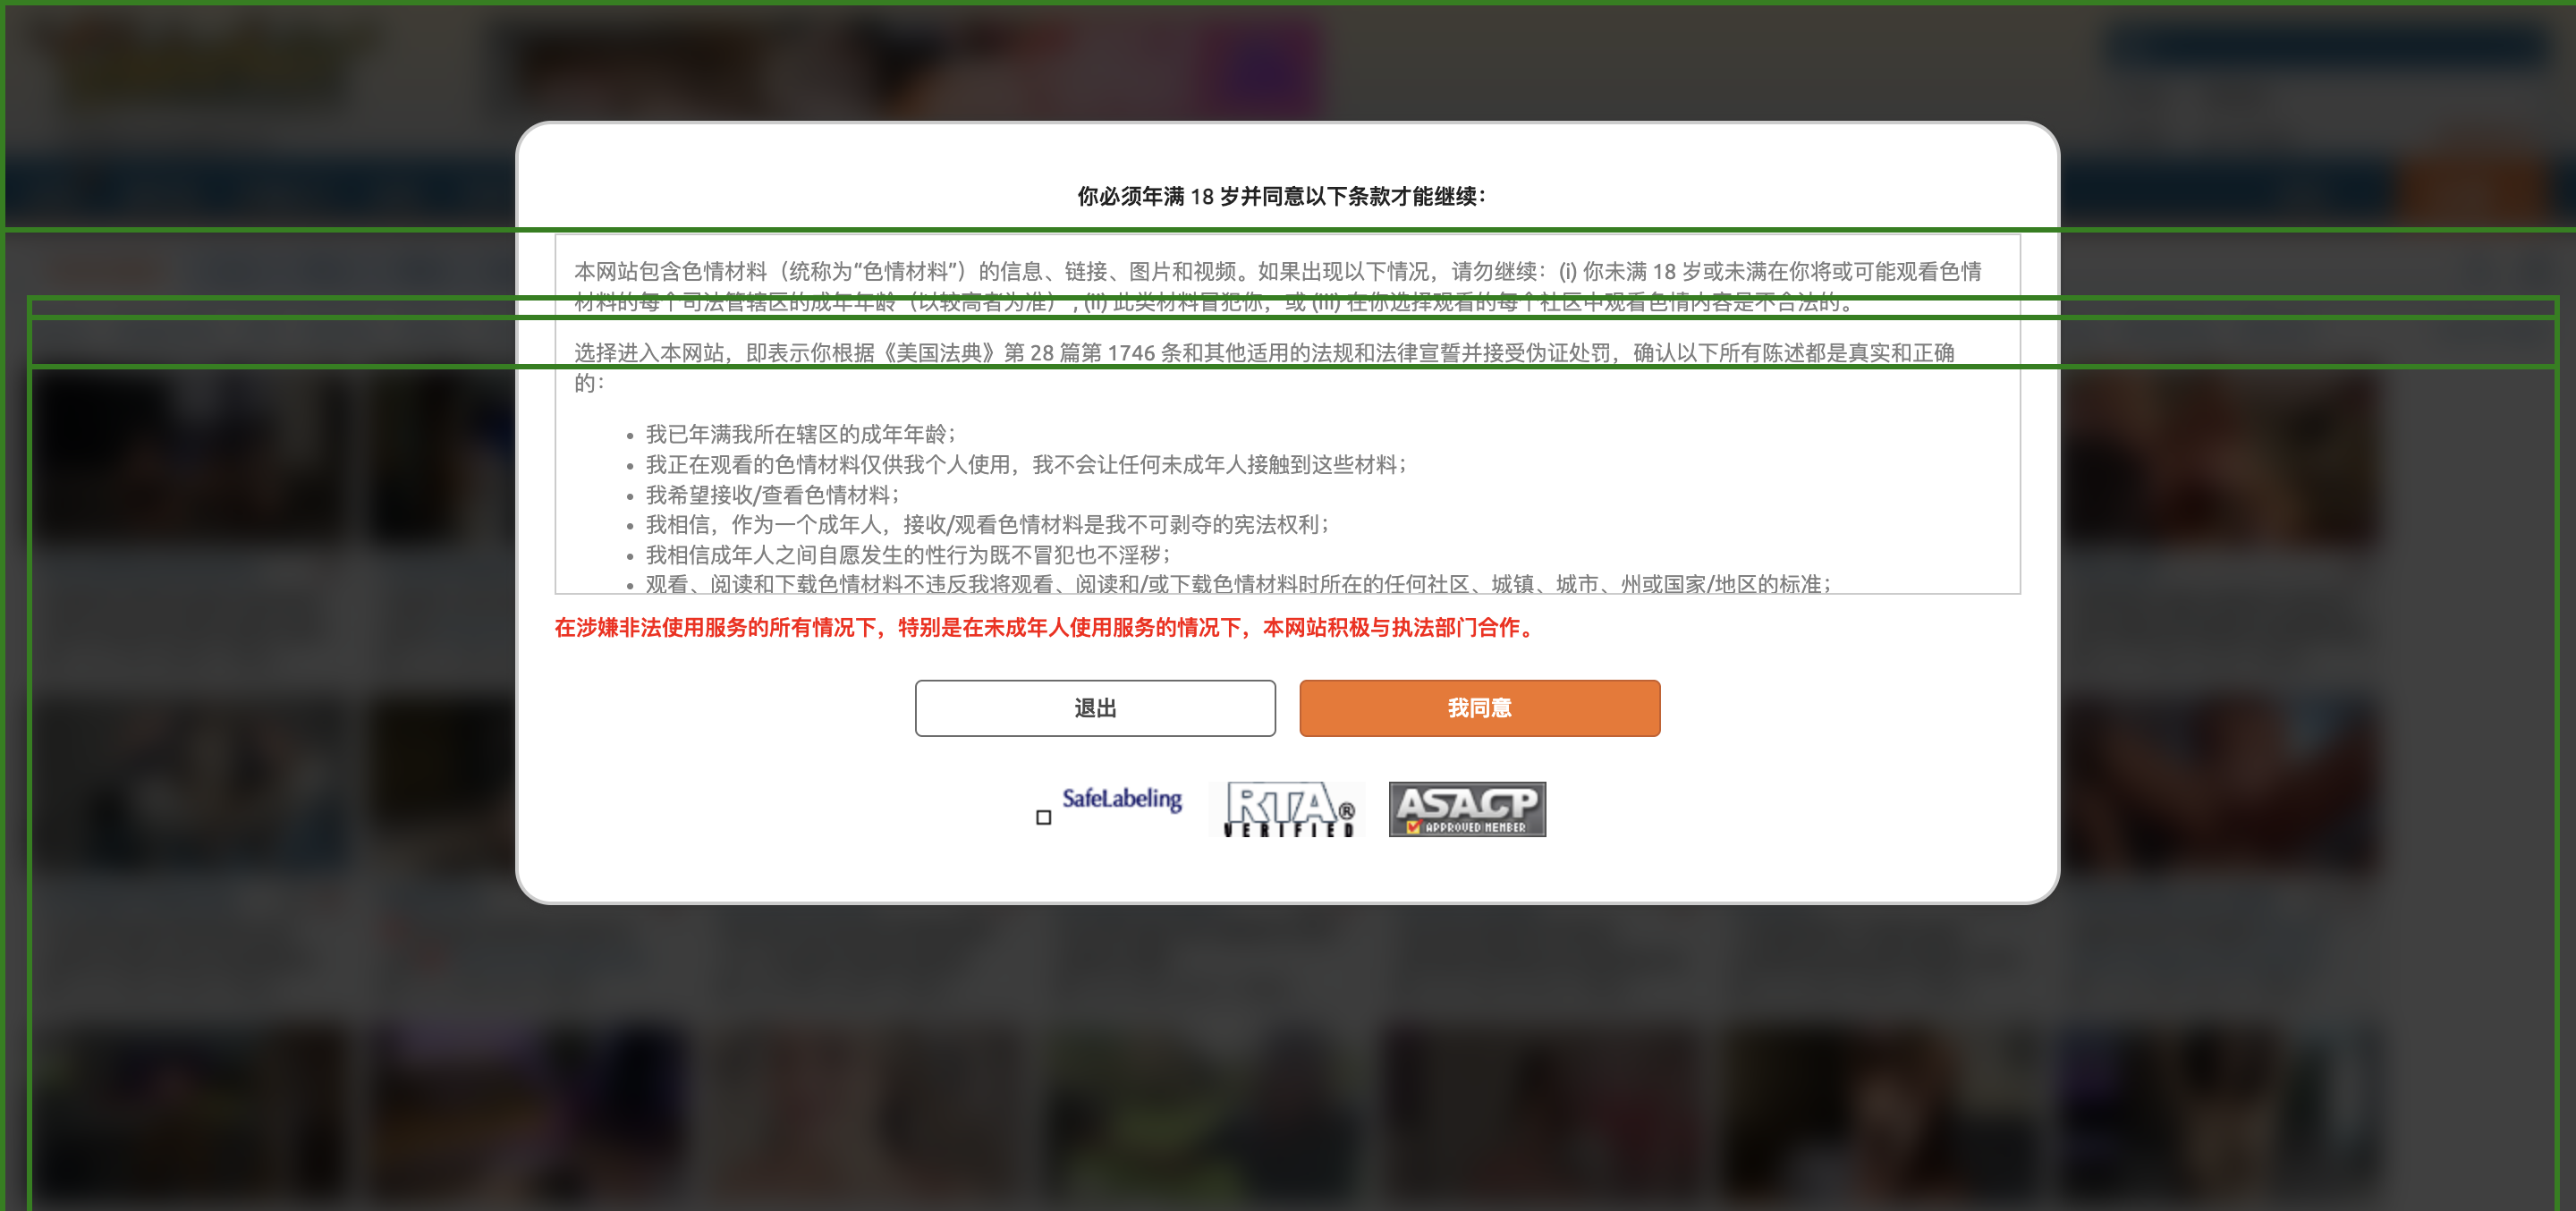 你必须年满 18 岁并同意以下条款才能继续：
本网站包含色情材料（统称为“色情材料”）的信息、链接、图片和视频。如果出现以下情况，请勿继续：(i) 你未满 18 岁或未满在你将或可能观看色情
材料的每个司法管辖区的成年年龄（以较高者为准）, (ii) 此类材料冒犯你，或 (iii) 在你选择观看的每个社区中观看色情内容是不合法的。
选择进入本网站，即表示你根据《美国法典》第 28 篇第 1746 条和其他适用的法规和法律宣誓并接受伪证处罚，确认以下所有陈述都是真实和正确
的：
• 我已年满我所在辖区的成年年龄；
• 我正在观看的色情材料仅供我个人使用，我不会让任何未成年人接触到这些材料；
• 我希望接收/查看色情材料；
• 我相信，作为一个成年人，接收/观看色情材料是我不可剥夺的宪法权利；
• 我相信成年人之间自愿发生的性行为既不冒犯也不淫秽；
• 观看、阅读和下载色情材料不违反我将观看、阅读和/或下载色情材料时所在的任何社区、城镇、城市、州或国家/地区的标准；
在涉嫌非法使用服务的所有情况下，特别是在未成年人使用服务的情况下，本网站积极与执法部门合作。
退出 我同意
SafeLabeling RTA® VERIFIED ASACP APPROVED MEMBER